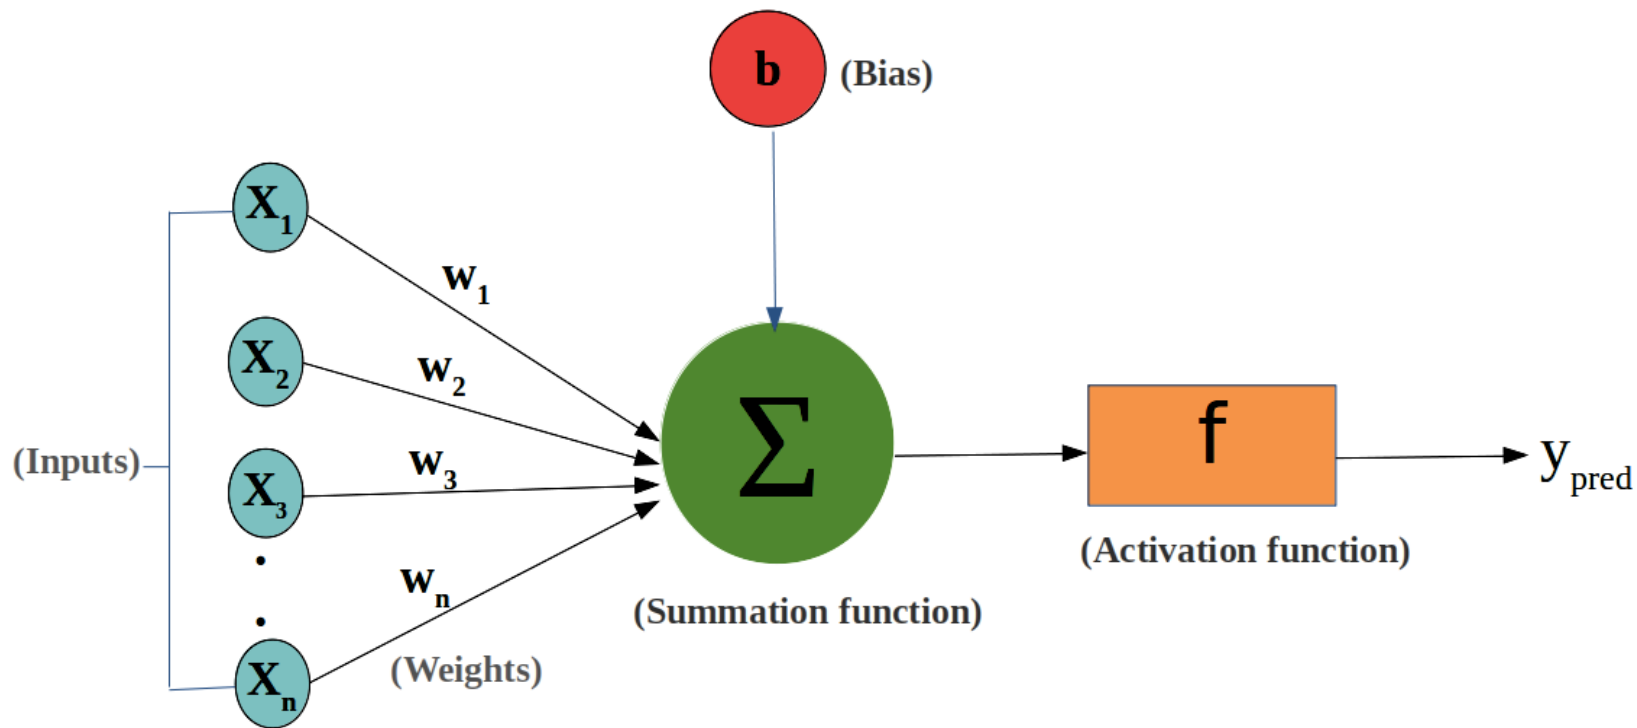 b
(Bias)
X1
w1
X2
w2
(Inputs)
X3
w3
.
.
Xn
wn
(Weights)
Σ
(Summation function)
f
(Activation function)
ypred